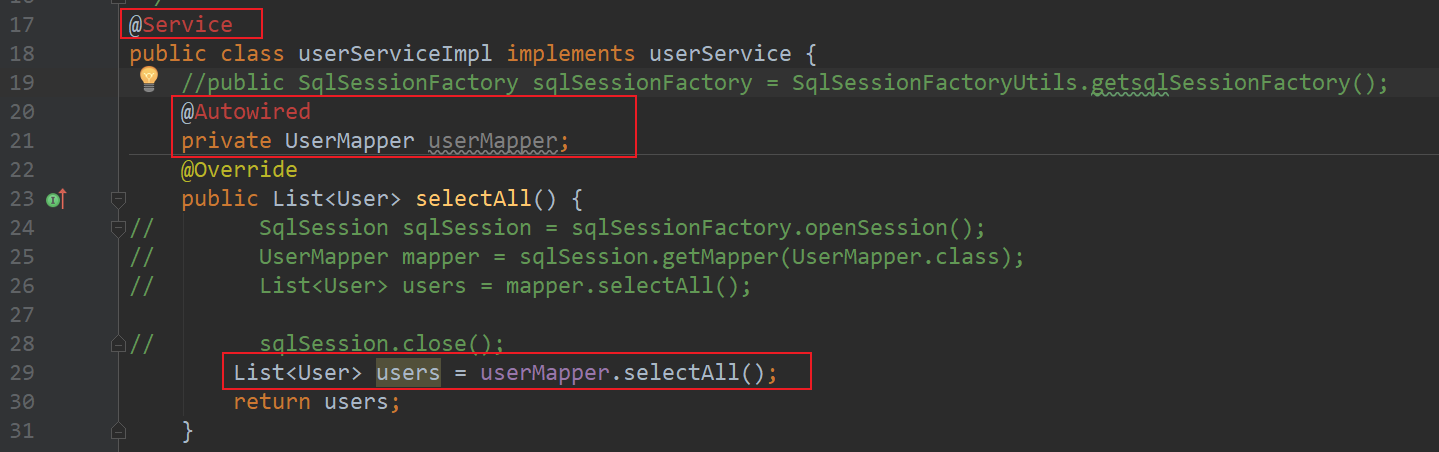 17 @Service
18 public class userServiceImpl implements userService {
19 //public SqlSessionFactory sqlSessionFactory = SqlSessionFactoryUtils.getsqlSessionFactory();
20 @Autowired
21 private UserMapper userMapper;
22 @Override
23 public List<User> selectAll() {
24 // SqlSession sqlSession = sqlSessionFactory.openSession();
25 // UserMapper mapper = sqlSession.getMapper(UserMapper.class);
26 // List<User> users = mapper.selectAll();
27
28 // sqlSession.close();
29 List<User> users = userMapper.selectAll();
30 return users;
31 }